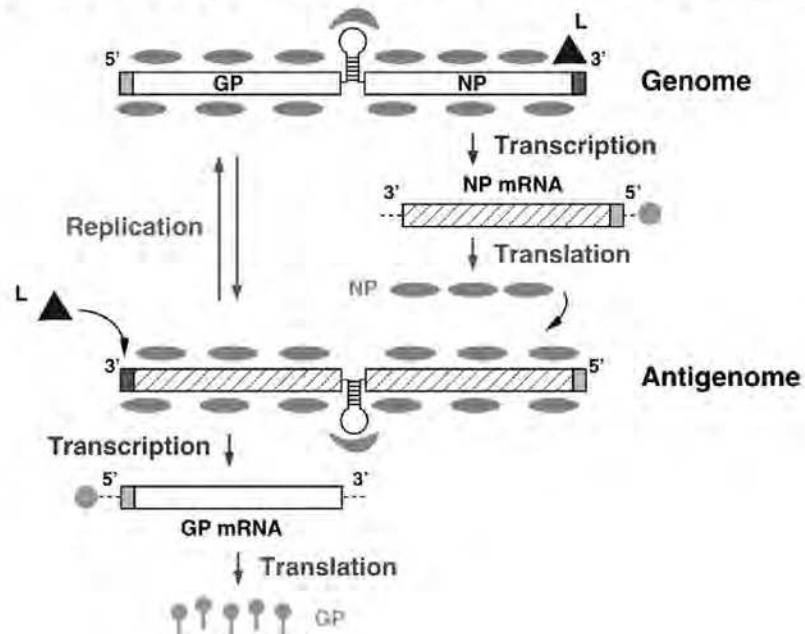 L
5' 3'
GP NP Genome
Transcription
NP mRNA
3' 5'
Replication
Translation
L
NP
3' 5'
Antigenome
Transcription
5' 3'
GP mRNA
Translation
GP